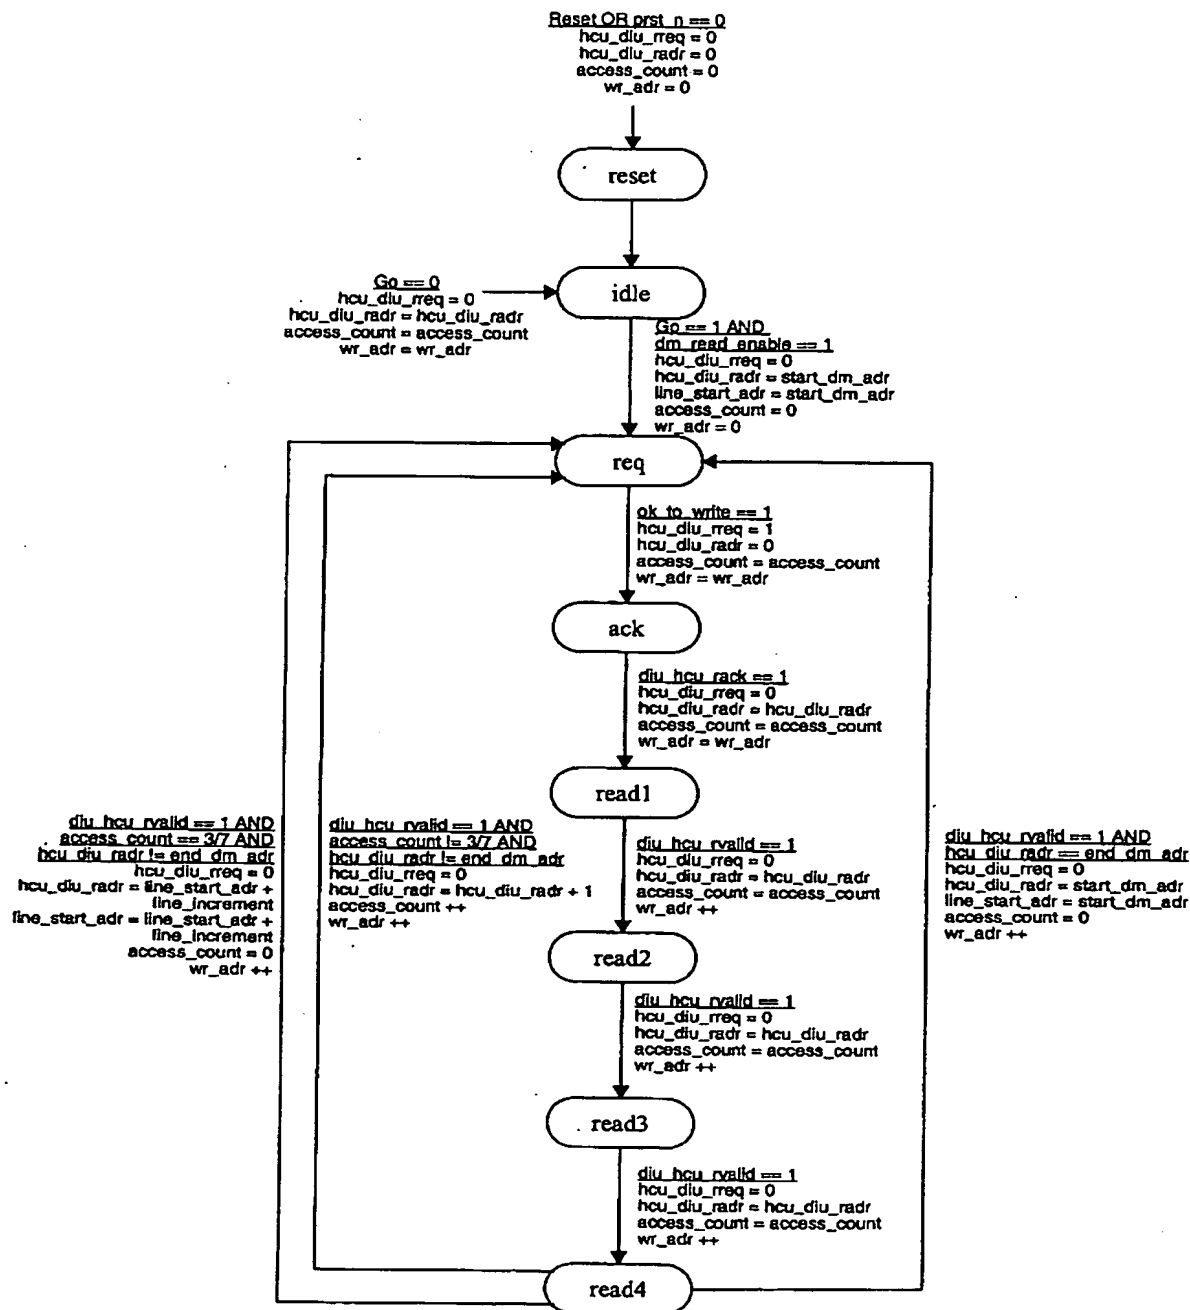 Reset OR prst_n == 0
hcu_diu_rreq = 0
hcu_diu_radr = 0
access_count = 0
wr_adr = 0
reset
idle
Go == 0
hcu_diu_rreq = 0
hcu_diu_radr = hcu_diu_radr
access_count = access_count
wr_adr = wr_adr
Go == 1 AND
dm_read_enable == 1
hcu_diu_rreq = 0
hcu_diu_radr = start_dm_adr
line_start_adr = start_dm_adr
access_count = 0
wr_adr = 0
req
ok_to_write == 1
hcu_diu_rreq = 1
hcu_diu_radr = 0
access_count = access_count
wr_adr = wr_adr
ack
diu_hcu_rack == 1
hcu_diu_rreq = 0
hcu_diu_radr = hcu_diu_radr
access_count = access_count
wr_adr = wr_adr
read1
diu_hcu_rvalid == 1 AND
access_count == 3/7 AND
hcu_diu_radr != end_dm_adr
hcu_diu_rreq = 0
hcu_diu_radr = line_start_adr +
line_increment
line_start_adr = line_start_adr +
line_increment
access_count = 0
wr_adr ++
diu_hcu_rvalid == 1 AND
access_count != 3/7 AND
hcu_diu_radr != end_dm_adr
hcu_diu_rreq = 0
hcu_diu_radr = hcu_diu_radr + 1
access_count ++
wr_adr ++
diu_hcu_rvalid == 1
hcu_diu_rreq = 0
hcu_diu_radr = hcu_diu_radr
access_count = access_count
wr_adr ++
diu_hcu_rvalid == 1 AND
hcu_diu_radr == end_dm_adr
hcu_diu_rreq = 0
hcu_diu_radr = start_dm_adr
line_start_adr = start_dm_adr
access_count = 0
wr_adr ++
read2
diu_hcu_rvalid == 1
hcu_diu_rreq = 0
hcu_diu_radr = hcu_diu_radr
access_count = access_count
wr_adr ++
read3
diu_hcu_rvalid == 1
hcu_diu_rreq = 0
hcu_diu_radr = hcu_diu_radr
access_count = access_count
wr_adr ++
read4